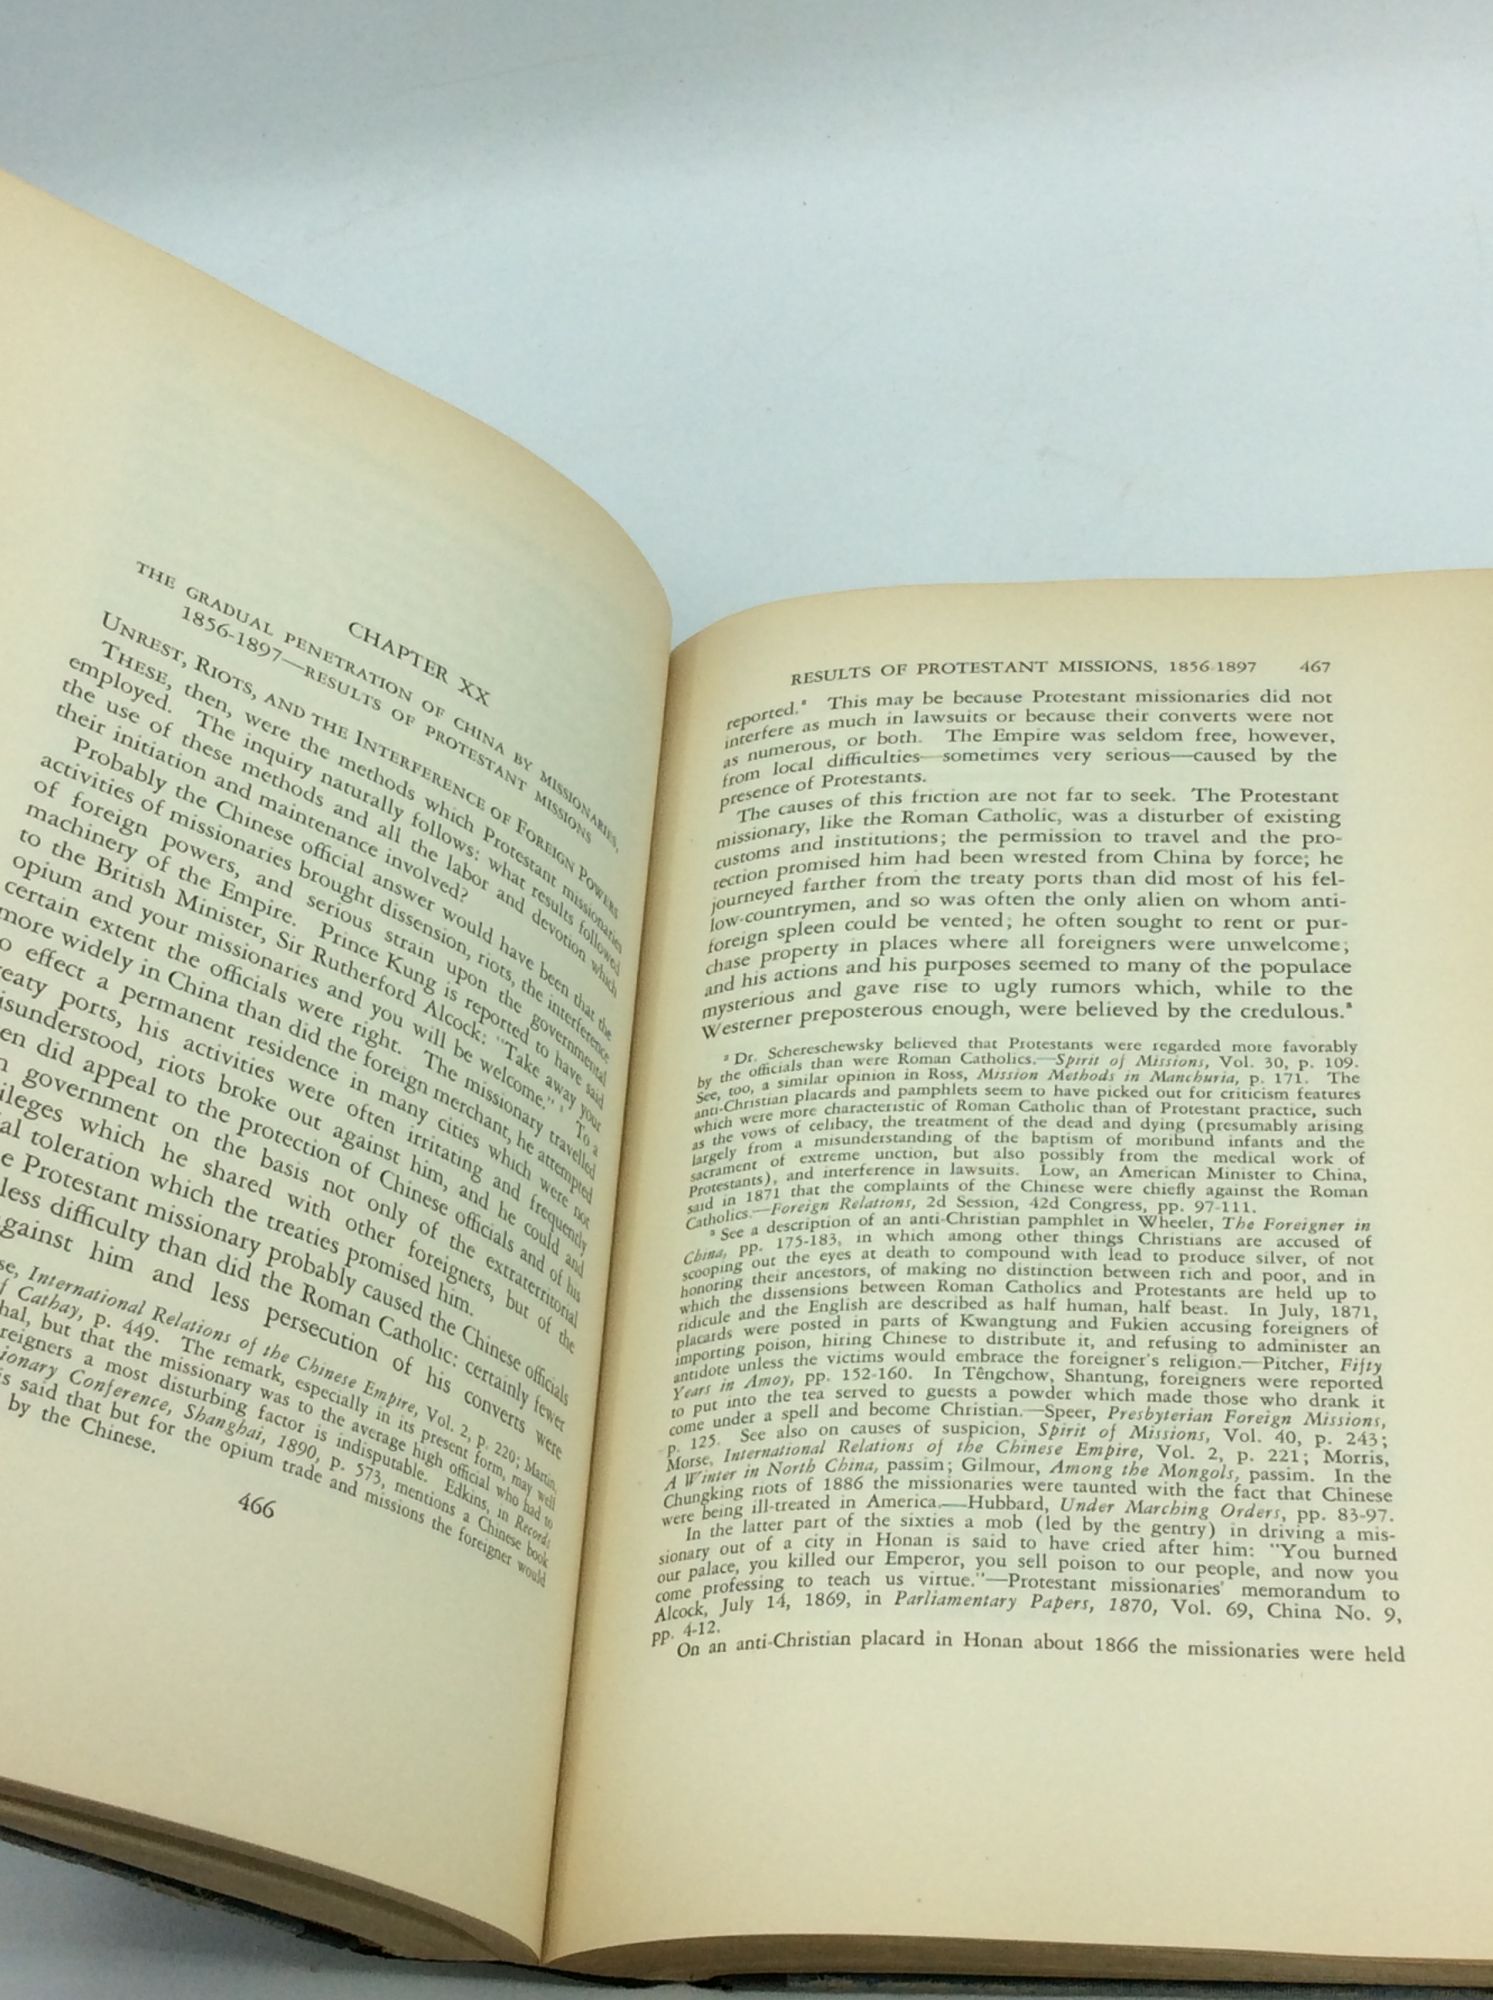 CHAPTER XX
THE GRADUAL PENETRATION OF CHINA BY MISSIONARIES,
1856-1897—RESULTS OF PROTESTANT MISSIONS
UNREST, RIOTS, AND THE INTERFERENCE OF FOREIGN POWERS
THESE, then, were the methods which Protestant missionaries
employed. The inquiry naturally follows: what results followed
the use of these methods and all the labor and devotion which
their initiation and maintenance involved?
Probably the Chinese official answer would have been that the
activities of missionaries brought dissension, riots, the interference
of foreign powers, and serious strain upon the governmental
machinery of the Empire. Prince Kung is reported to have said
to the British Minister, Sir Rutherford Alcock: "Take away your
opium and your missionaries and you will be welcome." To a
certain extent the officials were right. The missionary travelled
more widely in China than did the foreign merchant, he attempted
to effect a permanent residence in many cities which were not
treaty ports, his activities were often irritating and frequently
misunderstood, riots broke out against him, and he could and
did appeal to the protection of Chinese officials and of his
government on the basis not only of the extraterritorial
privileges which he shared with other foreigners, but of the
toleration which the treaties promised him.
Protestant missionary probably caused the Chinese officials
less difficulty than did the Roman Catholic: certainly fewer
against him and less persecution of his converts were
International Relations of the Chinese Empire, Vol. 2, p. 220; Martin,
Cathay, p. 449. The remark, especially in its present form, may well
but that the missionary was to the average high official who had to
a most disturbing factor is indisputable. Edkins, in Records
Conference, Shanghai, 1890, p. 573, mentions a Chinese book
said that but for the opium trade and missions the foreigner would
by the Chinese.
466
RESULTS OF PROTESTANT MISSIONS, 1856-1897 467
reported.² This may be because Protestant missionaries did not
interfere as much in lawsuits or because their converts were not
as numerous, or both. The Empire was seldom free, however,
from local difficulties—sometimes very serious—caused by the
presence of Protestants.
The causes of this friction are not far to seek. The Protestant
missionary, like the Roman Catholic, was a disturber of existing
customs and institutions; the permission to travel and the pro-
tection promised him had been wrested from China by force; he
journeyed farther from the treaty ports than did most of his fel-
low-countrymen, and so was often the only alien on whom anti-
foreign spleen could be vented; he often sought to rent or pur-
chase property in places where all foreigners were unwelcome;
and his actions and his purposes seemed to many of the populace
mysterious and gave rise to ugly rumors which, while to the
Westerner preposterous enough, were believed by the credulous.³
² Dr. Schereschewsky believed that Protestants were regarded more favorably
by the officials than were Roman Catholics.—Spirit of Missions, Vol. 30, p. 109.
See, too, a similar opinion in Ross, Mission Methods in Manchuria, p. 171. The
anti-Christian placards and pamphlets seem to have picked out for criticism features
which were more characteristic of Roman Catholic than of Protestant practice, such
as the vows of celibacy, the treatment of the dead and dying (presumably arising
largely from a misunderstanding of the baptism of moribund infants and the
sacrament of extreme unction, but also possibly from the medical work of
Protestants), and interference in lawsuits. Low, an American Minister to China,
said in 1871 that the complaints of the Chinese were chiefly against the Roman
Catholics.—Foreign Relations, 2d Session, 42d Congress, pp. 97-111.
³ See a description of an anti-Christian pamphlet in Wheeler, The Foreigner in
China, pp. 175-183, in which among other things Christians are accused of
scooping out the eyes at death to compound with lead to produce silver, of not
honoring their ancestors, of making no distinction between rich and poor, and in
which the dissensions between Roman Catholics and Protestants are held up to
ridicule and the English are described as half human, half beast. In July, 1871,
placards were posted in parts of Kwangtung and Fukien accusing foreigners of
importing poison, hiring Chinese to distribute it, and refusing to administer an
antidote unless the victims would embrace the foreigner's religion.—Pitcher, Fifty
Years in Amoy, pp. 152-160. In Têngchow, Shantung, foreigners were reported
to put into the tea served to guests a powder which made those who drank it
come under a spell and become Christian.—Speer, Presbyterian Foreign Missions,
p. 125. See also on causes of suspicion, Spirit of Missions, Vol. 40, p. 243;
Morse, International Relations of the Chinese Empire, Vol. 2, p. 221; Morris,
A Winter in North China, passim; Gilmour, Among the Mongols, passim. In the
Chungking riots of 1886 the missionaries were taunted with the fact that Chinese
were being ill-treated in America.—Hubbard, Under Marching Orders, pp. 83-97.
In the latter part of the sixties a mob (led by the gentry) in driving a mis-
sionary out of a city in Honan is said to have cried after him: "You burned
our palace, you killed our Emperor, you sell poison to our people, and now you
come professing to teach us virtue."—Protestant missionaries' memorandum to
Alcock, July 14, 1869, in Parliamentary Papers, 1870, Vol. 69, China No. 9,
pp. 4-12.
On an anti-Christian placard in Honan about 1866 the missionaries were held